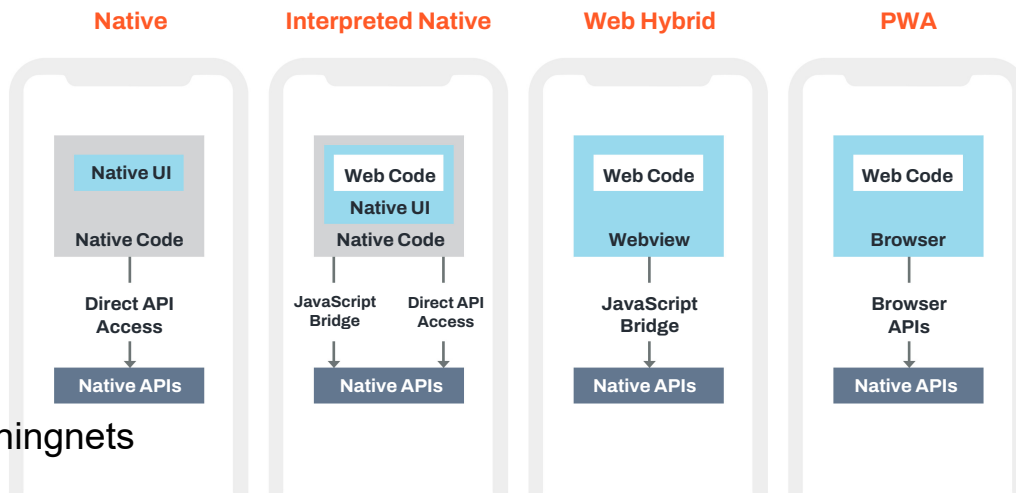 Native
Interpreted Native
Web Hybrid
PWA
Native UI
Native Code
Direct API
Access
Native APIs
Web Code
Native UI
Native Code
JavaScript
Bridge
Direct API
Access
Native APIs
Web Code
Webview
JavaScript
Bridge
Native APIs
Web Code
Browser
Browser
APIs
Native APIs